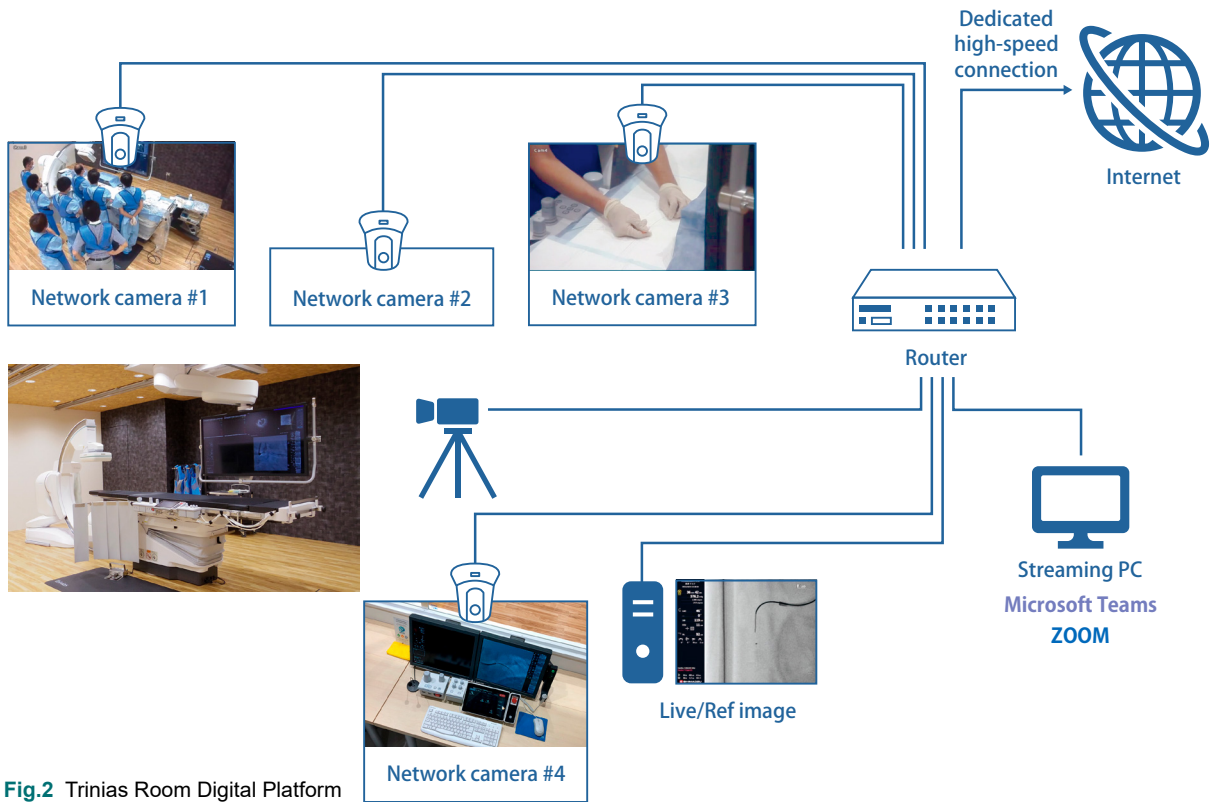 Dedicated
high-speed
connection
Internet
Network camera #1
Network camera #2
Network camera #3
Router
Streaming PC
Microsoft Teams
ZOOM
Live/Ref image
Network camera #4
Fig.2 Trinias Room Digital Platform